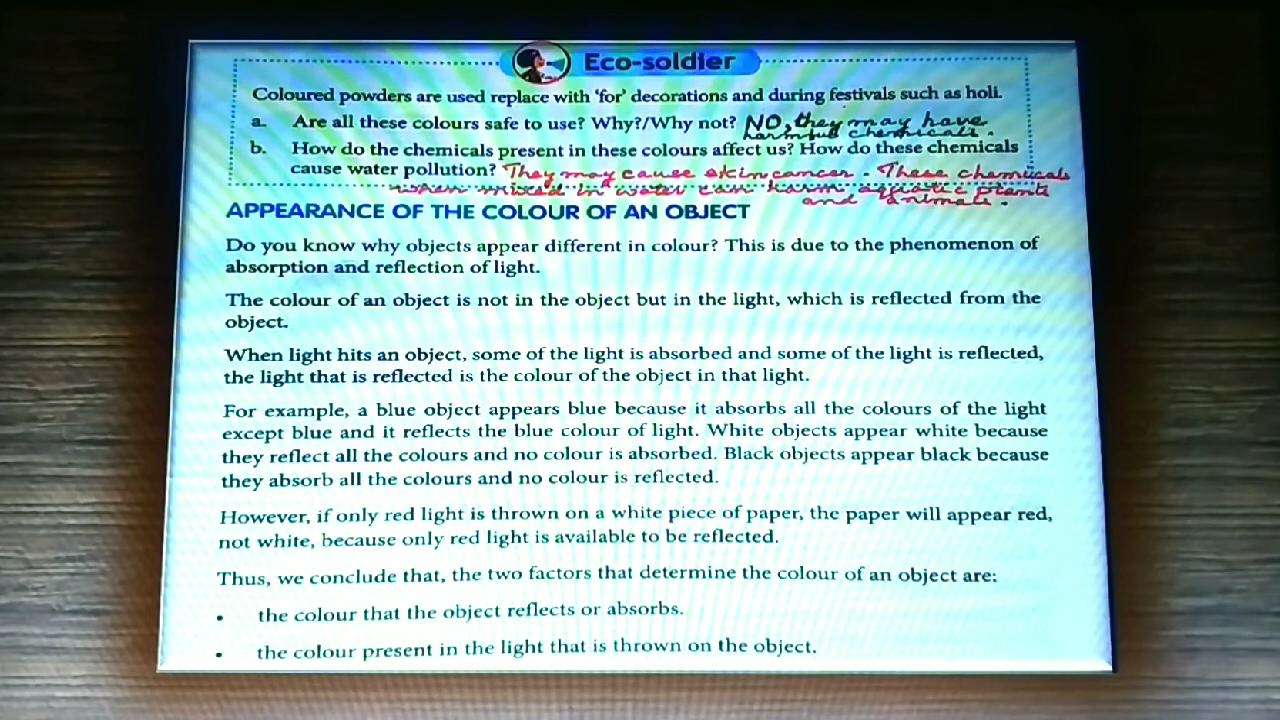 Eco-soldier
Coloured powders are used replace with 'for' decorations and during festivals such as holi.
a. Are all these colours safe to use? Why?/Why not? NO, they may have
harmful chemicals.
b. How do the chemicals present in these colours affect us? How do these chemicals
cause water pollution? They may cause skin cancer. These chemicals
when mixed in water can harm aquatic plants
and animals.
APPEARANCE OF THE COLOUR OF AN OBJECT
Do you know why objects appear different in colour? This is due to the phenomenon of
absorption and reflection of light.
The colour of an object is not in the object but in the light, which is reflected from the
object.
When light hits an object, some of the light is absorbed and some of the light is reflected,
the light that is reflected is the colour of the object in that light.
For example, a blue object appears blue because it absorbs all the colours of the light
except blue and it reflects the blue colour of light. White objects appear white because
they reflect all the colours and no colour is absorbed. Black objects appear black because
they absorb all the colours and no colour is reflected.
However, if only red light is thrown on a white piece of paper, the paper will appear red,
not white, because only red light is available to be reflected.
Thus, we conclude that, the two factors that determine the colour of an object are:
• the colour that the object reflects or absorbs.
• the colour present in the light that is thrown on the object.